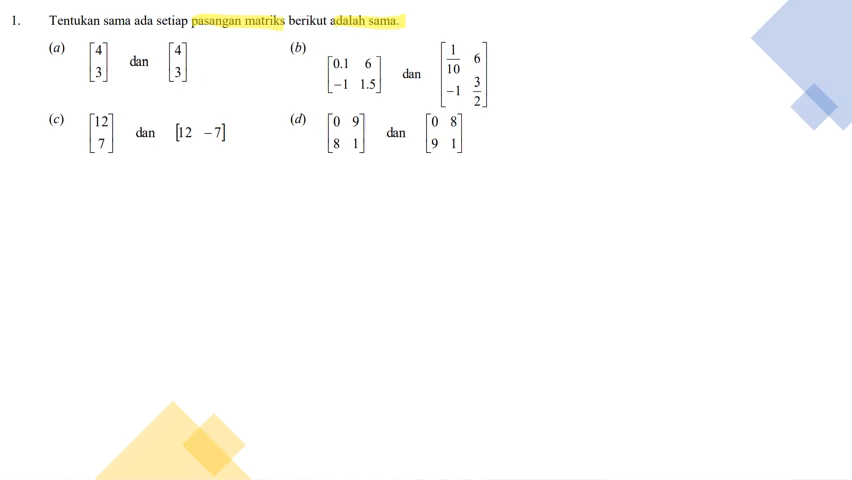 1. Tentukan sama ada setiap pasangan matriks berikut adalah sama.
(a) [4 dan [4 (b) [0.1 6 dan [1/10 6
3] 3] −1 1.5] −1 3/2]
(c) [12 dan [12 −7] (d) [0 9 dan [0 8
7] 8 1] 9 1]